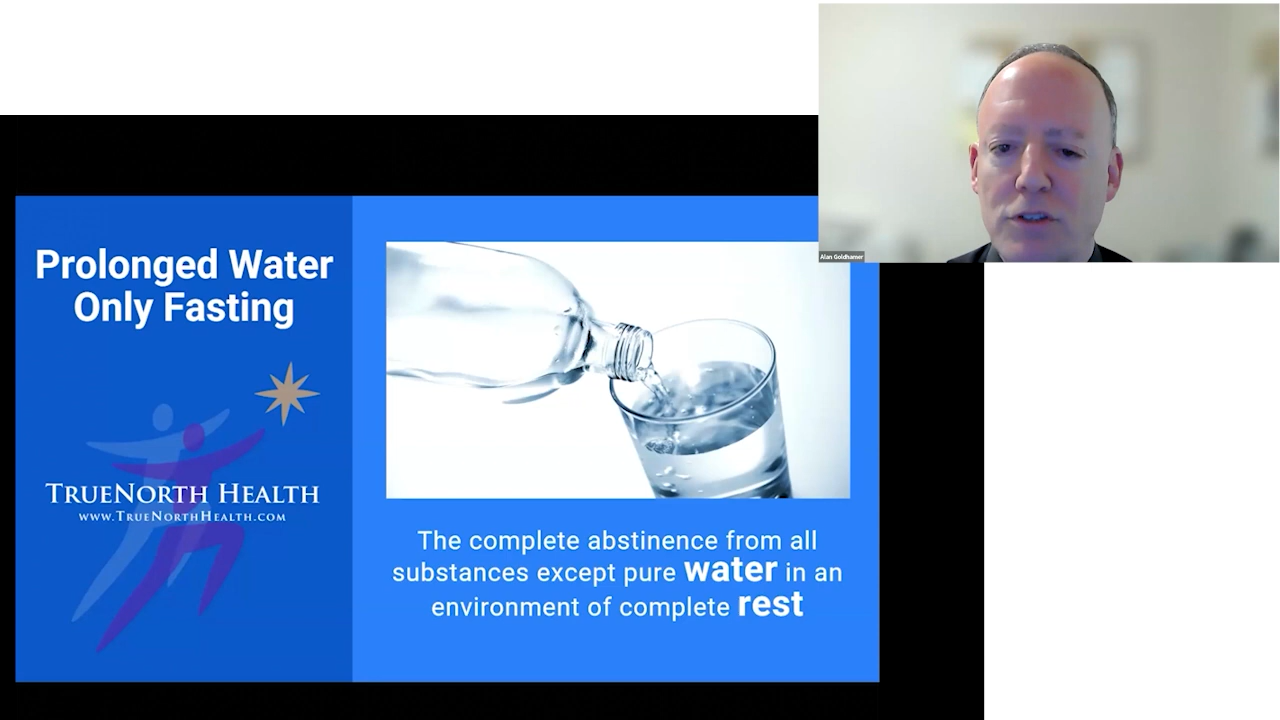 Prolonged Water
Only Fasting
TRUENORTH HEALTH
WWW.TRUENORTHHEALTH.COM
The complete abstinence from all
substances except pure water in an
environment of complete rest
Alan Goldhamer